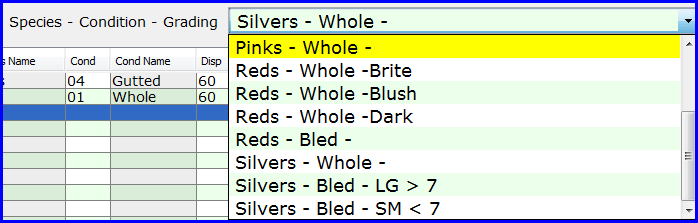 Species - Condition - Grading Silvers - Whole -
s Name Cond Cond Name Disp
s 04 Gutted 60
01 Whole 60
Pinks - Whole -
Reds - Whole -Brite
Reds - Whole -Blush
Reds - Whole -Dark
Reds - Bled -
Silvers - Whole -
Silvers - Bled - LG > 7
Silvers - Bled - SM < 7